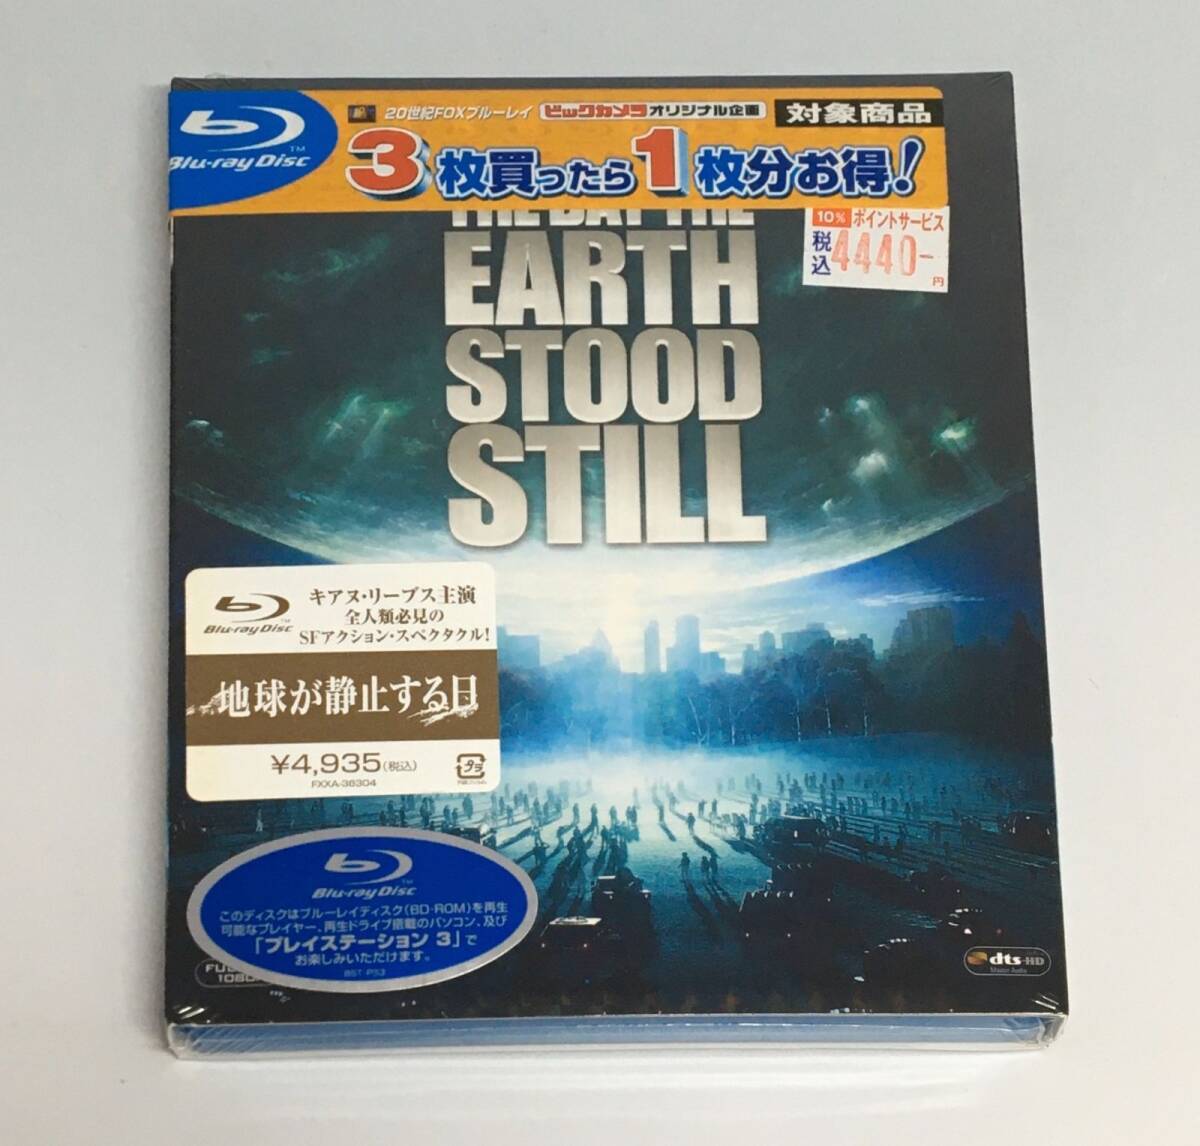 Blu-ray Disc
TM
20世紀FOXブルーレイ ビックカメラ オリジナル企画 対象商品
3枚買ったら1枚分お得!
10% ポイントサービス
税込 4440- 円
THE DAY THE
EARTH
STOOD
STILL
Blu-ray Disc
TM
キアヌ・リーブス主演
全人類必見の
SFアクション・スペクタクル!
地球が静止する日
¥4,935(税込)
FXXA-36304
Blu-ray Disc
TM
このディスクはブルーレイディスク(BD-ROM)を再生
可能なプレイヤー、再生ドライブ搭載のパソコン、及び
「プレイステーション 3」で
お楽しみいただけます。
BST-PS3
FU
1080
dts-HD
Master Audio